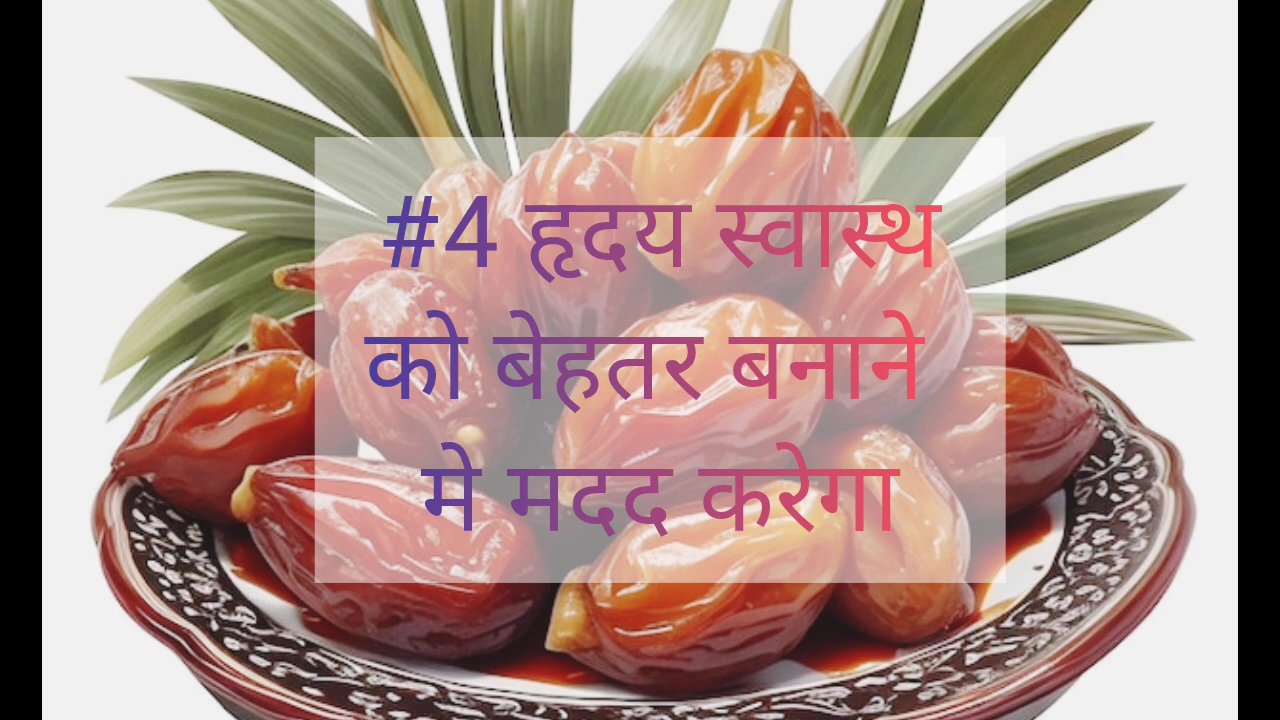 #4 हृदय स्वास्थ
को बेहतर बनाने
मे मदद करेगा